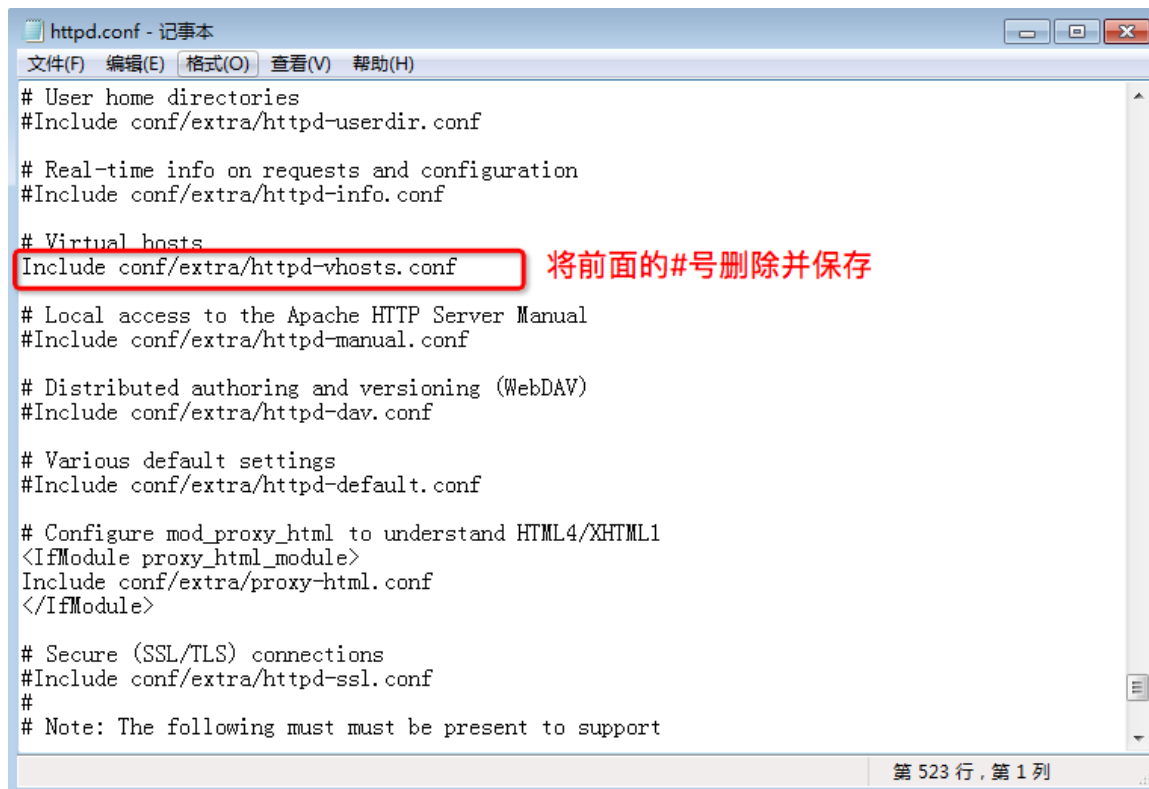 httpd.conf - 记事本
文件(F) 编辑(E) 格式(O) 查看(V) 帮助(H)
# User home directories
#Include conf/extra/httpd-userdir.conf
# Real-time info on requests and configuration
#Include conf/extra/httpd-info.conf
# Virtual hosts
Include conf/extra/httpd-vhosts.conf
将前面的#号删除并保存
# Local access to the Apache HTTP Server Manual
#Include conf/extra/httpd-manual.conf
# Distributed authoring and versioning (WebDAV)
#Include conf/extra/httpd-dav.conf
# Various default settings
#Include conf/extra/httpd-default.conf
# Configure mod_proxy_html to understand HTML4/XHTML1
<IfModule proxy_html_module>
Include conf/extra/proxy-html.conf
</IfModule>
# Secure (SSL/TLS) connections
#Include conf/extra/httpd-ssl.conf
#
# Note: The following must must be present to support
第 523 行，第 1 列